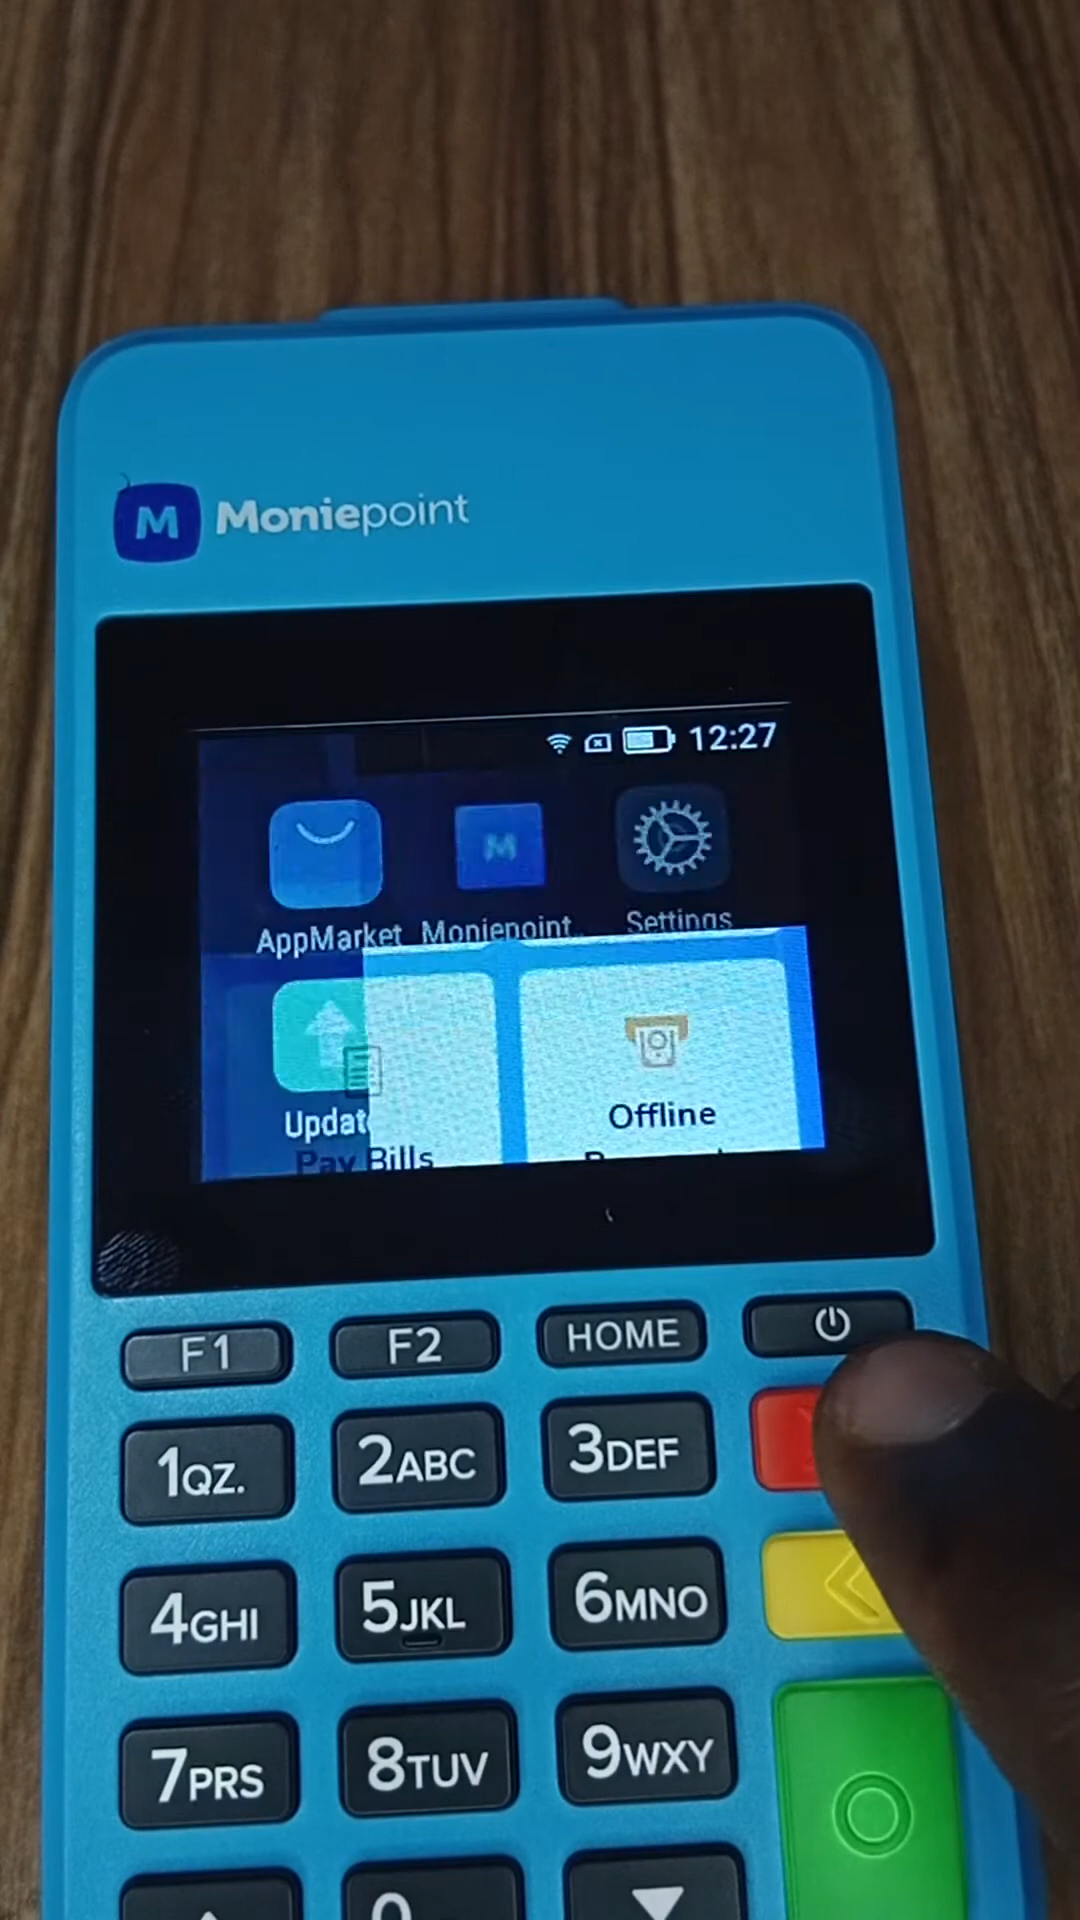 M Moniepoint
12:27
M
AppMarket Moniepoint.. Settings
Offline
Pay Bills
F1 F2 HOME
1QZ. 2ABC 3DEF
4GHI 5JKL 6MNO
7PRS 8TUV 9WXY
0